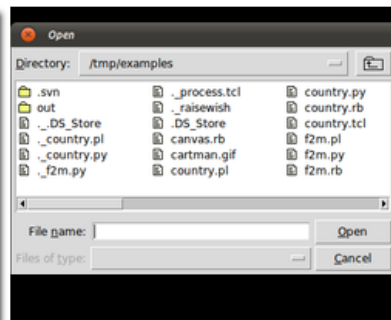 Open
Directory: /tmp/examples
.svn ._process.tcl country.py
out ._raisewish country.rb
._.DS_Store .DS_Store country.tcl
._country.pl canvas.rb f2m.pl
._country.py cartman.gif f2m.py
._f2m.py country.pl f2m.rb
File name: Open
Files of type: Cancel